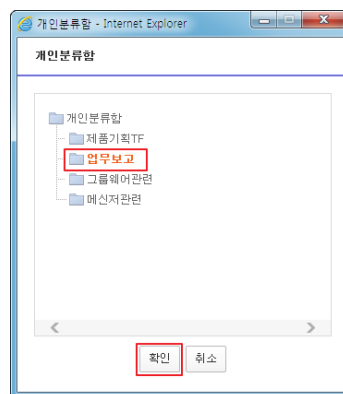 개인분류함 - Internet Explorer
개인분류함
개인분류함
제품기획TF
업무보고
그룹웨어관련
메신저관련
확인 취소